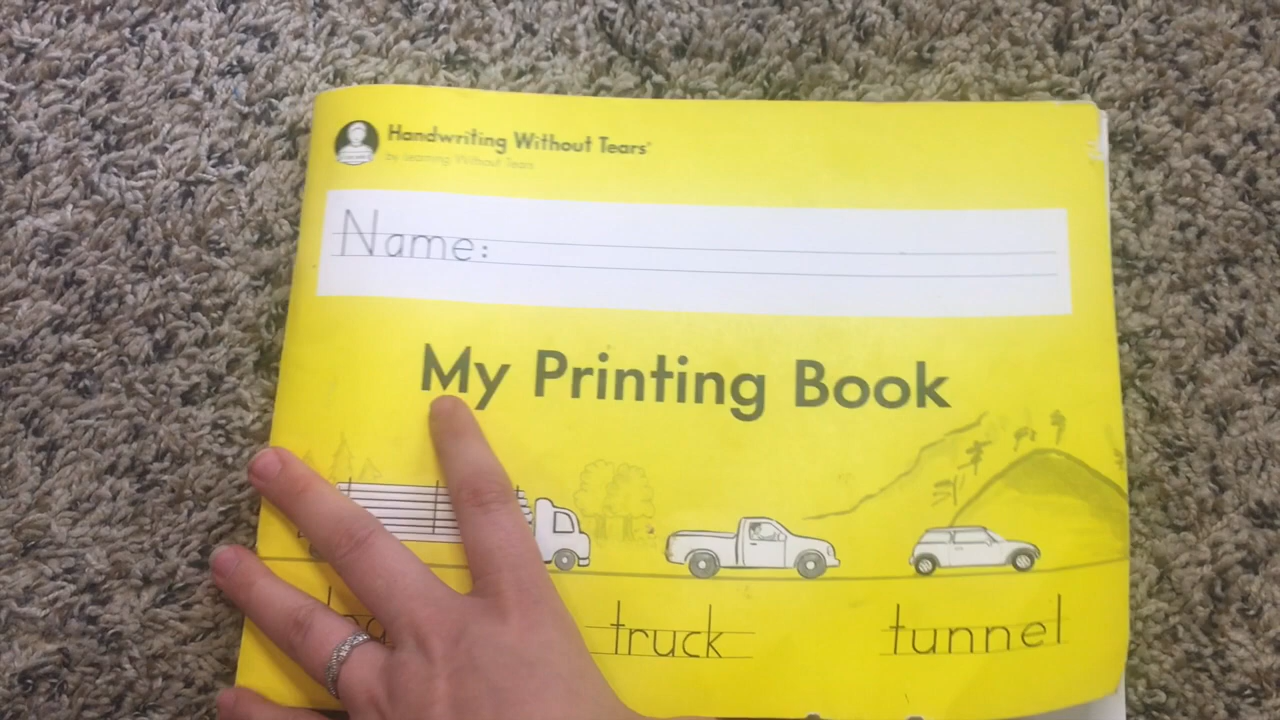 Handwriting Without Tears®
by Learning Without Tears
Name:
My Printing Book
truck
tunnel